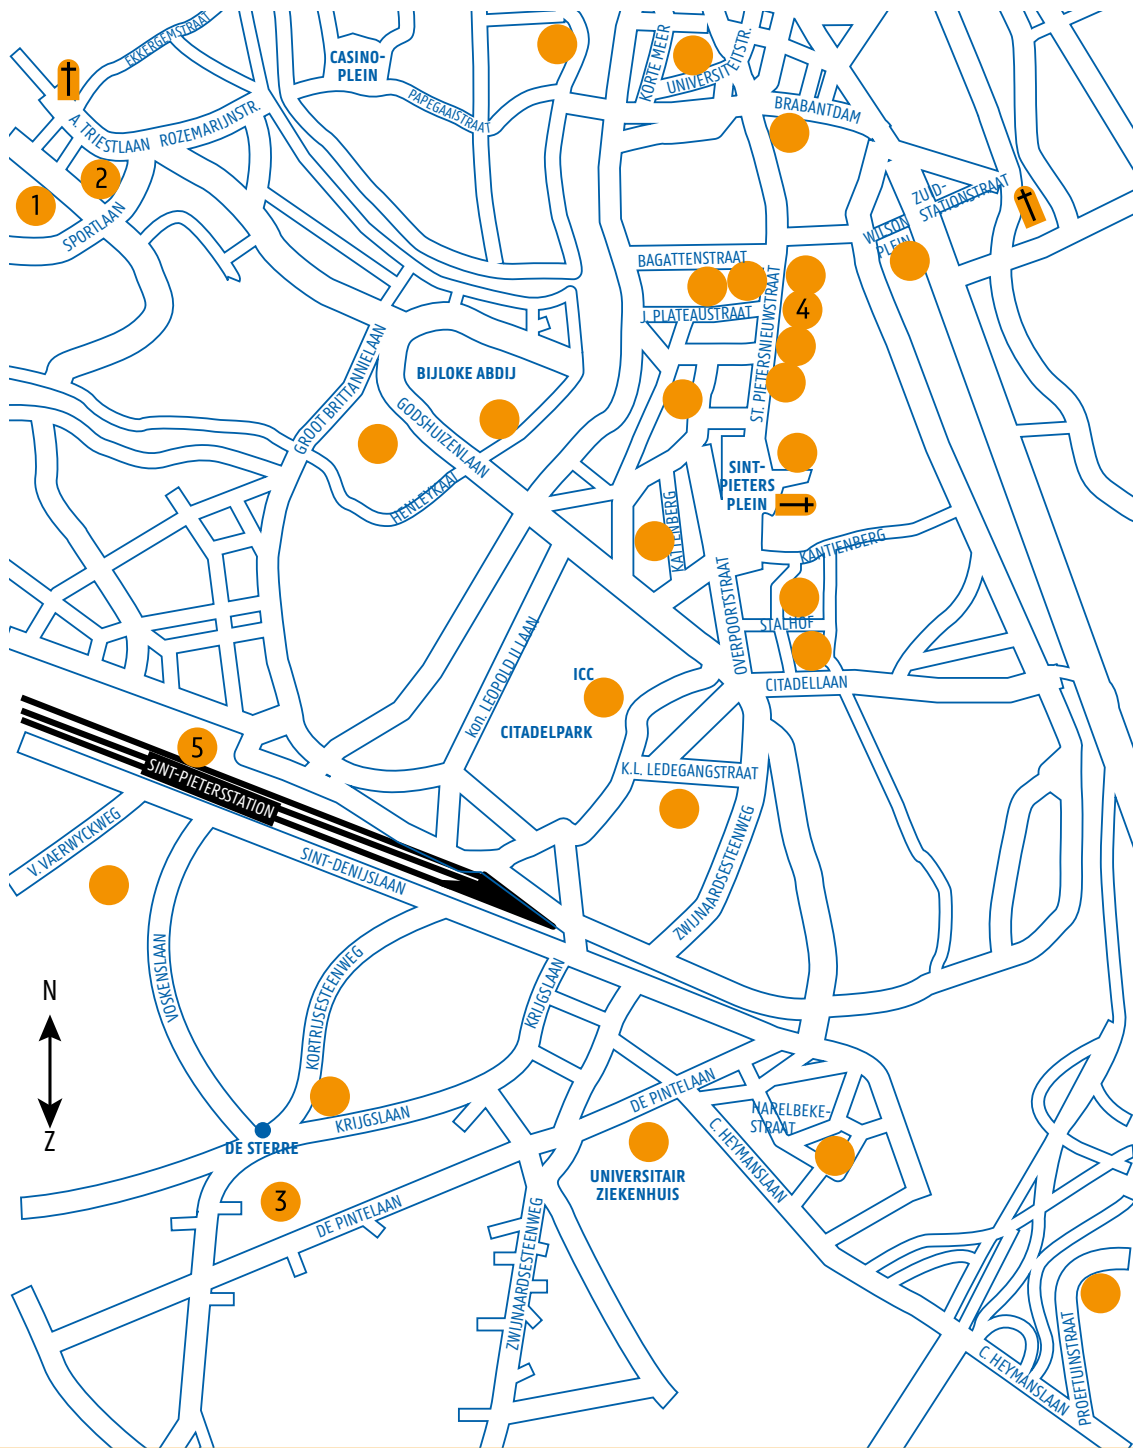 EKKERGEMSTRAAT
CASINO-
PLEIN
KORTE MEER
UNIVERSITEITSTR.
PAPEGAAISTRAAT
BRABANTDAM
A. TRIESTLAAN
ROZEMARIJNSTR.
2
1
SPORTLAAN
ZUID-
STATIONSTRAAT
WILSON
PLEIN
BAGATTENSTRAAT
J. PLATEAUSTRAAT
4
ST. PIETERSNIEUWSTRAAT
GROOT BRITTANNIELAAN
BIJLOKE ABDIJ
GODSHUIZENLAAN
HENLEYKAAI
SINT-
PIETERS
PLEIN
KATTENBERG
KANTIENBERG
OVERPOORTSTRAAT
STALHOF
CITADELLAAN
kon. LEOPOLD II LAAN
ICC
CITADELPARK
K.L. LEDEGANGSTRAAT
5
SINT-PIETERSSTATION
V. VAERWYCKWEG
SINT-DENIJSLAAN
ZWIJNAARDSESTEENWEG
VOSKENSLAAN
KORTRIJSESTEENWEG
KRIJGSLAAN
N
Z
KRIJGSLAAN
DE PINTELAAN
HARELBEKE-
STRAAT
C. HEYMANSLAAN
DE STERRE
UNIVERSITAIR
ZIEKENHUIS
3
DE PINTELAAN
ZWIJNAARDSESTEENWEG
C. HEYMANSLAAN
PROEFTUINSTRAAT